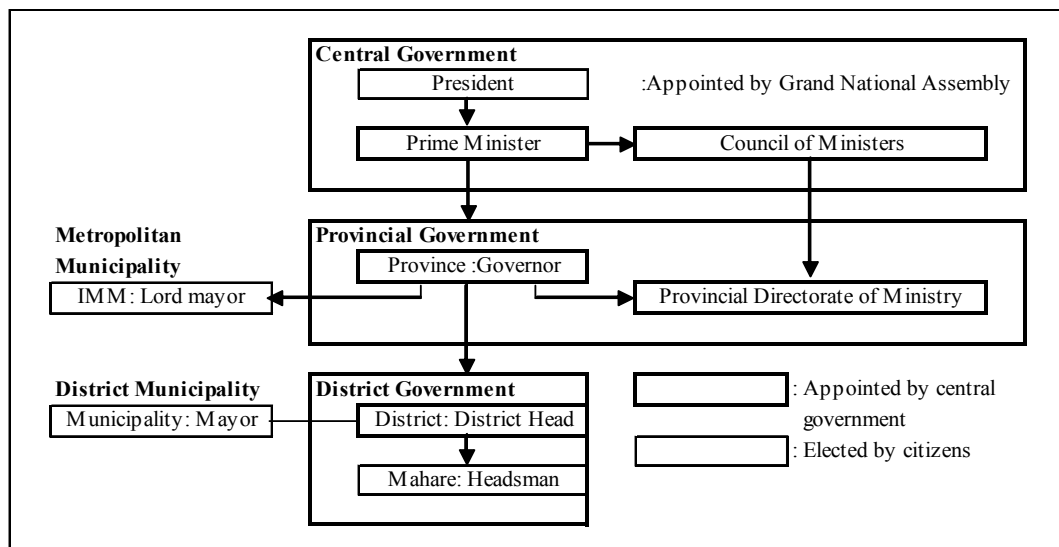 Central Government
President
:Appointed by Grand National Assembly
Prime Minister
Council of Ministers
Metropolitan
Municipality
Provincial Government
Province :Governor
IMM: Lord mayor
Provincial Directorate of Ministry
District Municipality
District Government
Municipality: Mayor
District: District Head
: Appointed by central
government
: Elected by citizens
Mahare: Headsman